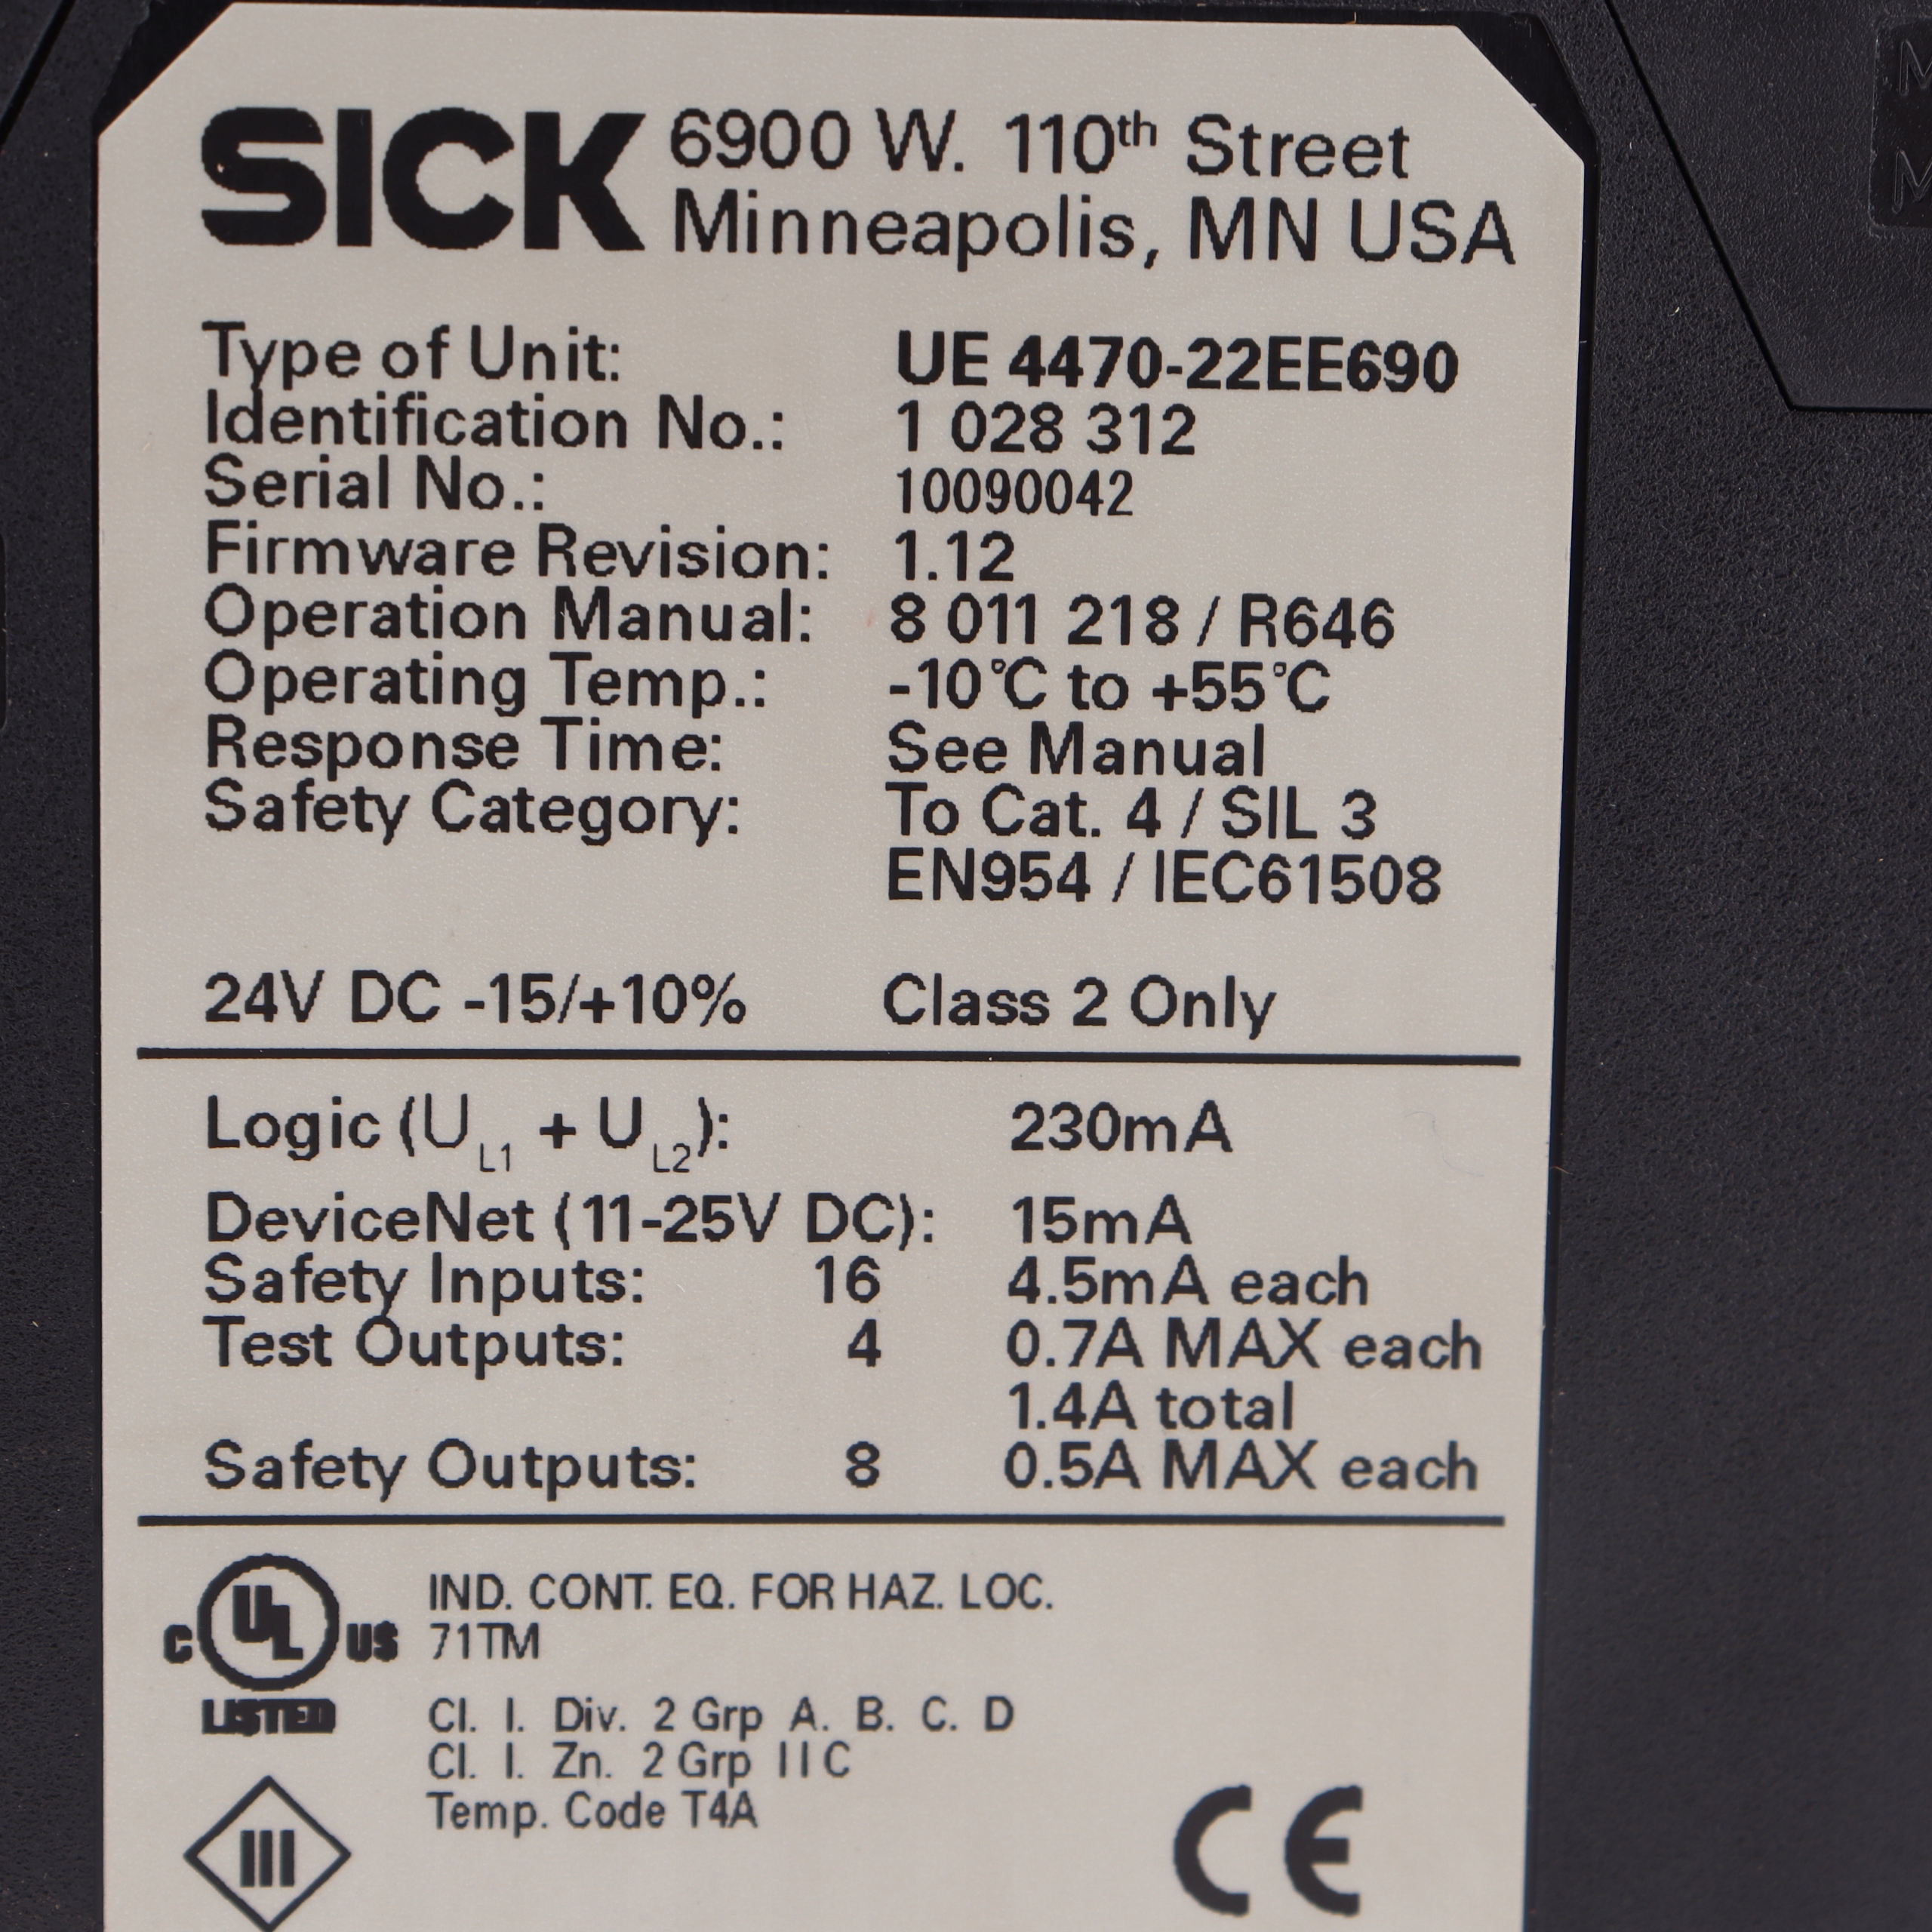 SICK 6900 W. 110th Street
Minneapolis, MN USA
Type of Unit: UE 4470-22EE690
Identification No.: 1 028 312
Serial No.: 10090042
Firmware Revision: 1.12
Operation Manual: 8 011 218 / R646
Operating Temp.: -10°C to +55°C
Response Time: See Manual
Safety Category: To Cat. 4 / SIL 3
EN954 / IEC61508
24V DC -15/+10% Class 2 Only
Logic (UL1 + UL2): 230mA
DeviceNet (11-25V DC): 15mA
Safety Inputs: 16 4.5mA each
Test Outputs: 4 0.7A MAX each
1.4A total
Safety Outputs: 8 0.5A MAX each
IND. CONT. EQ. FOR HAZ. LOC.
C UL US 71TM
LISTED
Cl. I. Div. 2 Grp A. B. C. D
Cl. I. Zn. 2 Grp IIC
Temp. Code T4A
III
CE